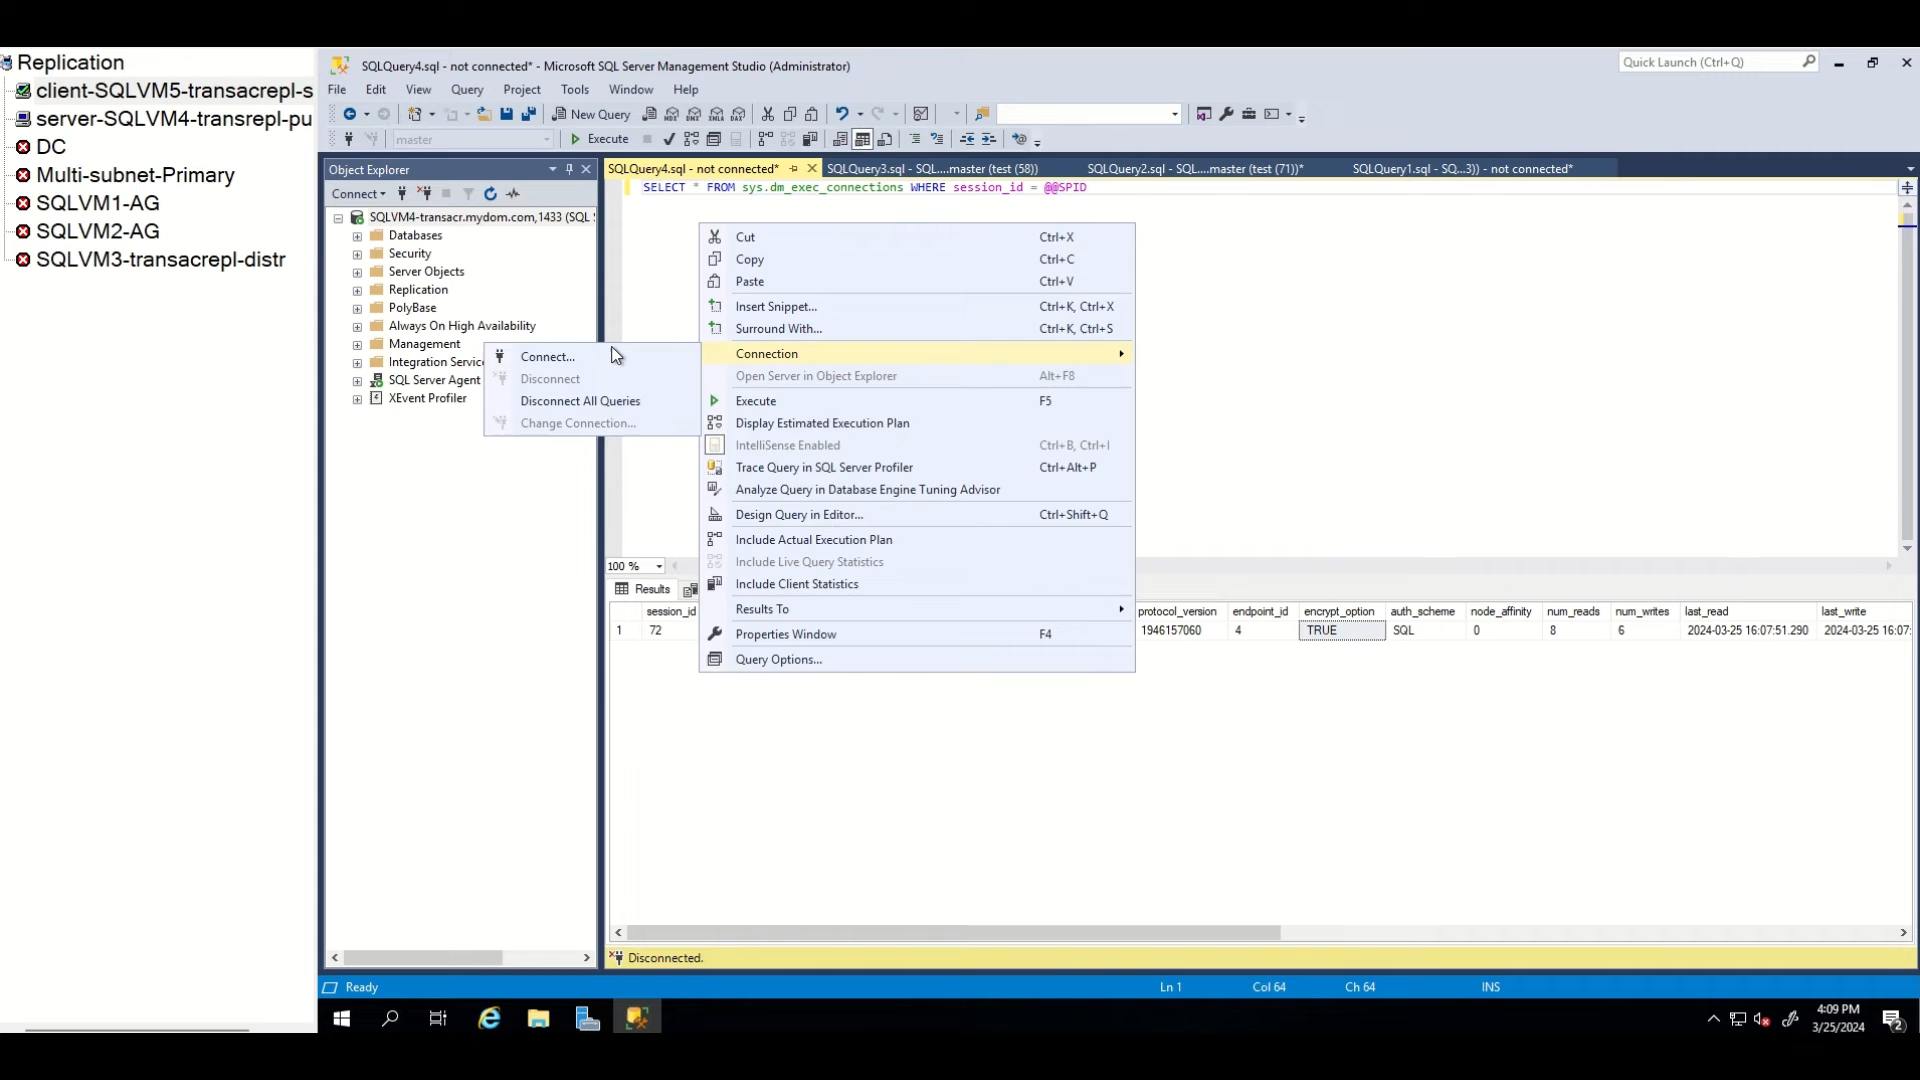 Replication
client-SQLVM5-transacrepl-s
server-SQLVM4-transrepl-pu
DC
Multi-subnet-Primary
SQLVM1-AG
SQLVM2-AG
SQLVM3-transacrepl-distr
SQLQuery4.sql - not connected* - Microsoft SQL Server Management Studio (Administrator)
Quick Launch (Ctrl+Q)
File Edit View Query Project Tools Window Help
New Query
master
Execute
Object Explorer
Connect
SQLVM4-transacr.mydom.com,1433 (SQL S
Databases
Security
Server Objects
Replication
PolyBase
Always On High Availability
Management
Integration Servic
SQL Server Agent
XEvent Profiler
SQLQuery4.sql - not connected*
SQLQuery3.sql - SQL....master (test (58))
SQLQuery2.sql - SQL....master (test (71))*
SQLQuery1.sql - SQ...3)) - not connected*
SELECT * FROM sys.dm_exec_connections WHERE session_id = @@SPID
Connect...
Disconnect
Disconnect All Queries
Change Connection...
Cut Ctrl+X
Copy Ctrl+C
Paste Ctrl+V
Insert Snippet... Ctrl+K, Ctrl+X
Surround With... Ctrl+K, Ctrl+S
Connection
Open Server in Object Explorer Alt+F8
Execute F5
Display Estimated Execution Plan
IntelliSense Enabled Ctrl+B, Ctrl+I
Trace Query in SQL Server Profiler Ctrl+Alt+P
Analyze Query in Database Engine Tuning Advisor
Design Query in Editor... Ctrl+Shift+Q
Include Actual Execution Plan
Include Live Query Statistics
Include Client Statistics
Results To
Properties Window F4
Query Options...
100 %
Results
session_id protocol_version endpoint_id encrypt_option auth_scheme node_affinity num_reads num_writes last_read last_write
1 72 1946157060 4 TRUE SQL 0 8 6 2024-03-25 16:07:51.290 2024-03-25 16:07:
Disconnected.
Ready Ln 1 Col 64 Ch 64 INS
4:09 PM
3/25/2024
2